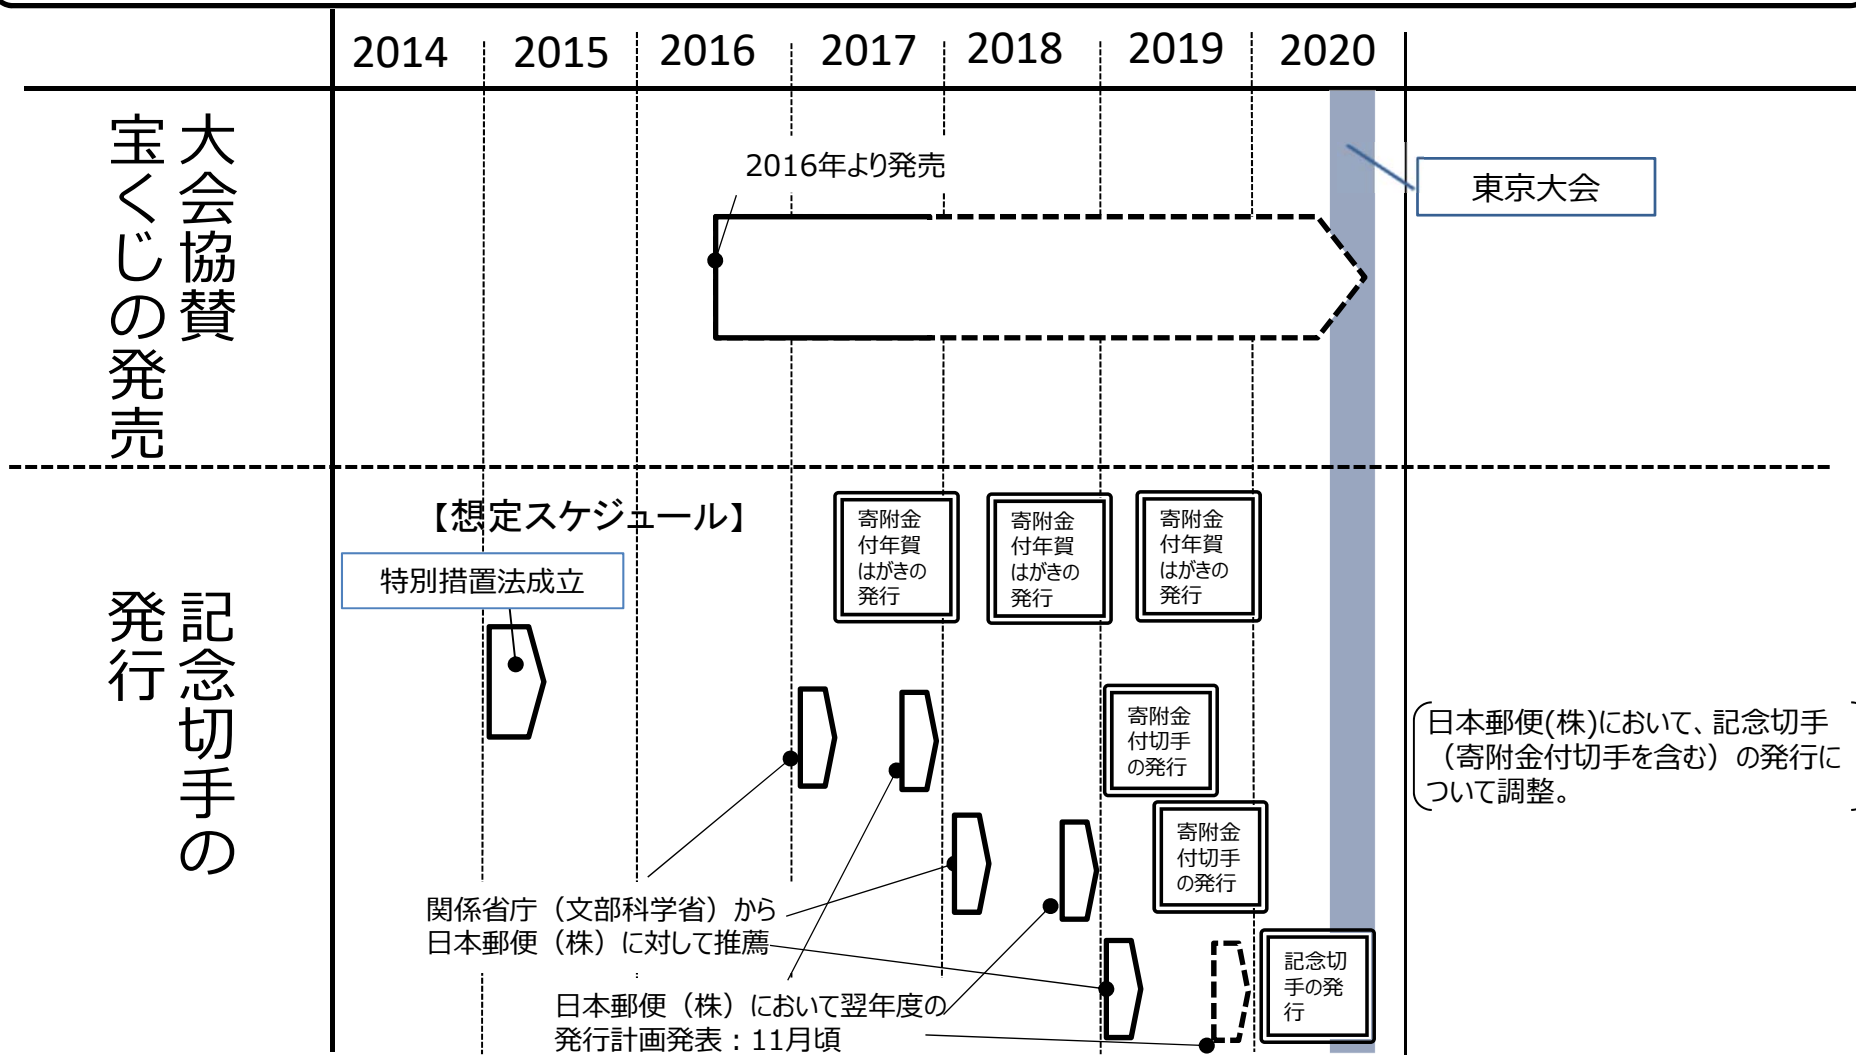 2014 2015 2016 2017 2018 2019 2020
大会協賛
宝くじの発売
2016年より発売
東京大会
記念切手の
発行
【想定スケジュール】
特別措置法成立
寄附金
付年賀
はがきの
発行
寄附金
付年賀
はがきの
発行
寄附金
付年賀
はがきの
発行
寄附金
付切手
の発行
寄附金
付切手
の発行
記念切
手の発
行
関係省庁（文部科学省）から
日本郵便（株）に対して推薦
日本郵便（株）において翌年度の
発行計画発表：11月頃
日本郵便(株)において、記念切手
（寄附金付切手を含む）の発行に
ついて調整。